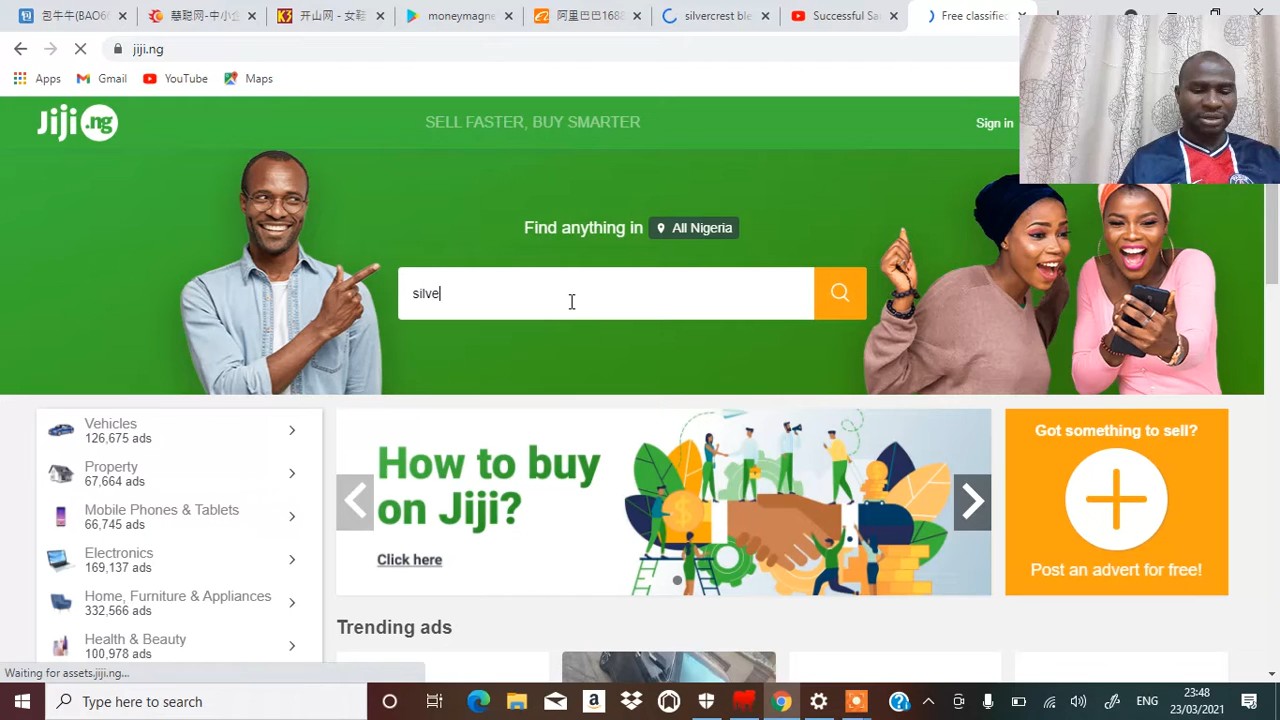 包牛牛(BAO66
慧聪网-中小企
开山网 - 女鞋
moneymagne
阿里巴巴1688
silvercrest ble
Successful Sa
Free classified
jiji.ng
Apps
Gmail
YouTube
Maps
Jiji .ng
SELL FASTER, BUY SMARTER
Sign in
Find anything in
All Nigeria
silve
Vehicles
126,675 ads
Property
67,664 ads
Mobile Phones & Tablets
66,745 ads
Electronics
169,137 ads
Home, Furniture & Appliances
332,566 ads
Health & Beauty
100,978 ads
How to buy
on Jiji?
Click here
Got something to sell?
Post an advert for free!
Trending ads
Waiting for assets.jiji.ng...
Type here to search
ENG
23:48
23/03/2021